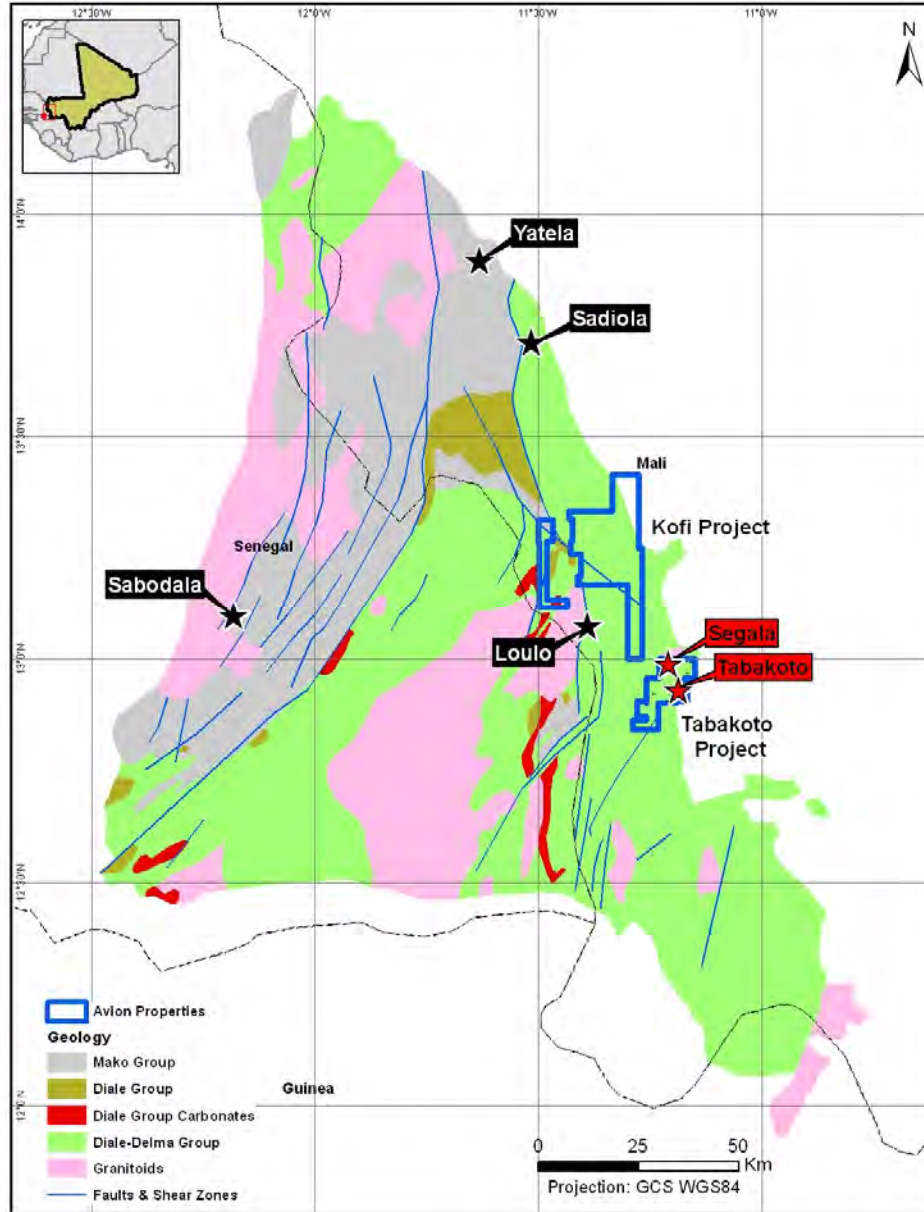 12°30'W
12°0'W
11°30'W
11°0'W
N
14°0'N
13°30'N
13°0'N
12°30'N
12°0'N
Yatela
Sadiola
Mali
Kofi Project
Senegal
Sabodala
Loulo
Segala
Tabakoto
Tabakoto
Project
Guinea
Avion Properties
Geology
Mako Group
Diale Group
Diale Group Carbonates
Diale-Delma Group
Granitoids
Faults & Shear Zones
0 25 50
Km
Projection: GCS WGS84